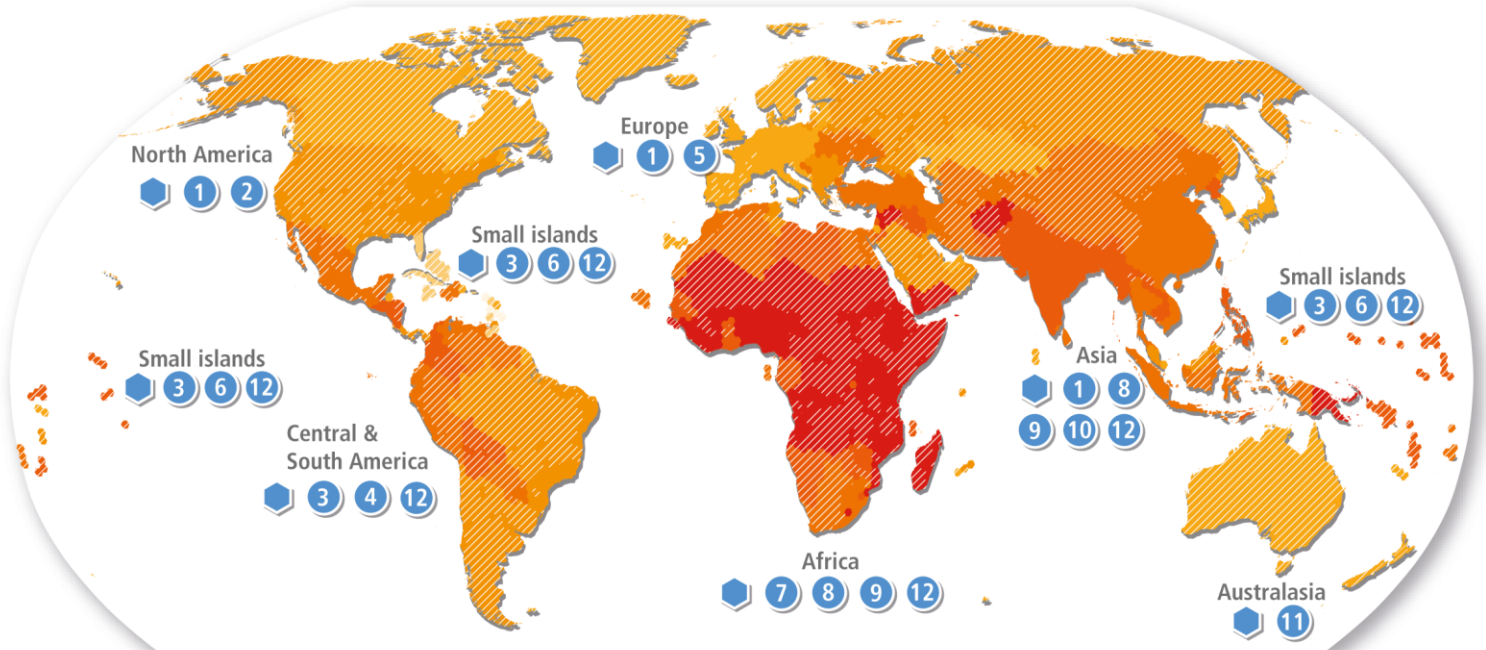 North America
1 2
Europe
1 5
Small islands
3 6 12
Small islands
3 6 12
Small islands
3 6 12
Asia
1 8
9 10 12
Central &
South America
3 4 12
Africa
7 8 9 12
Australasia
11